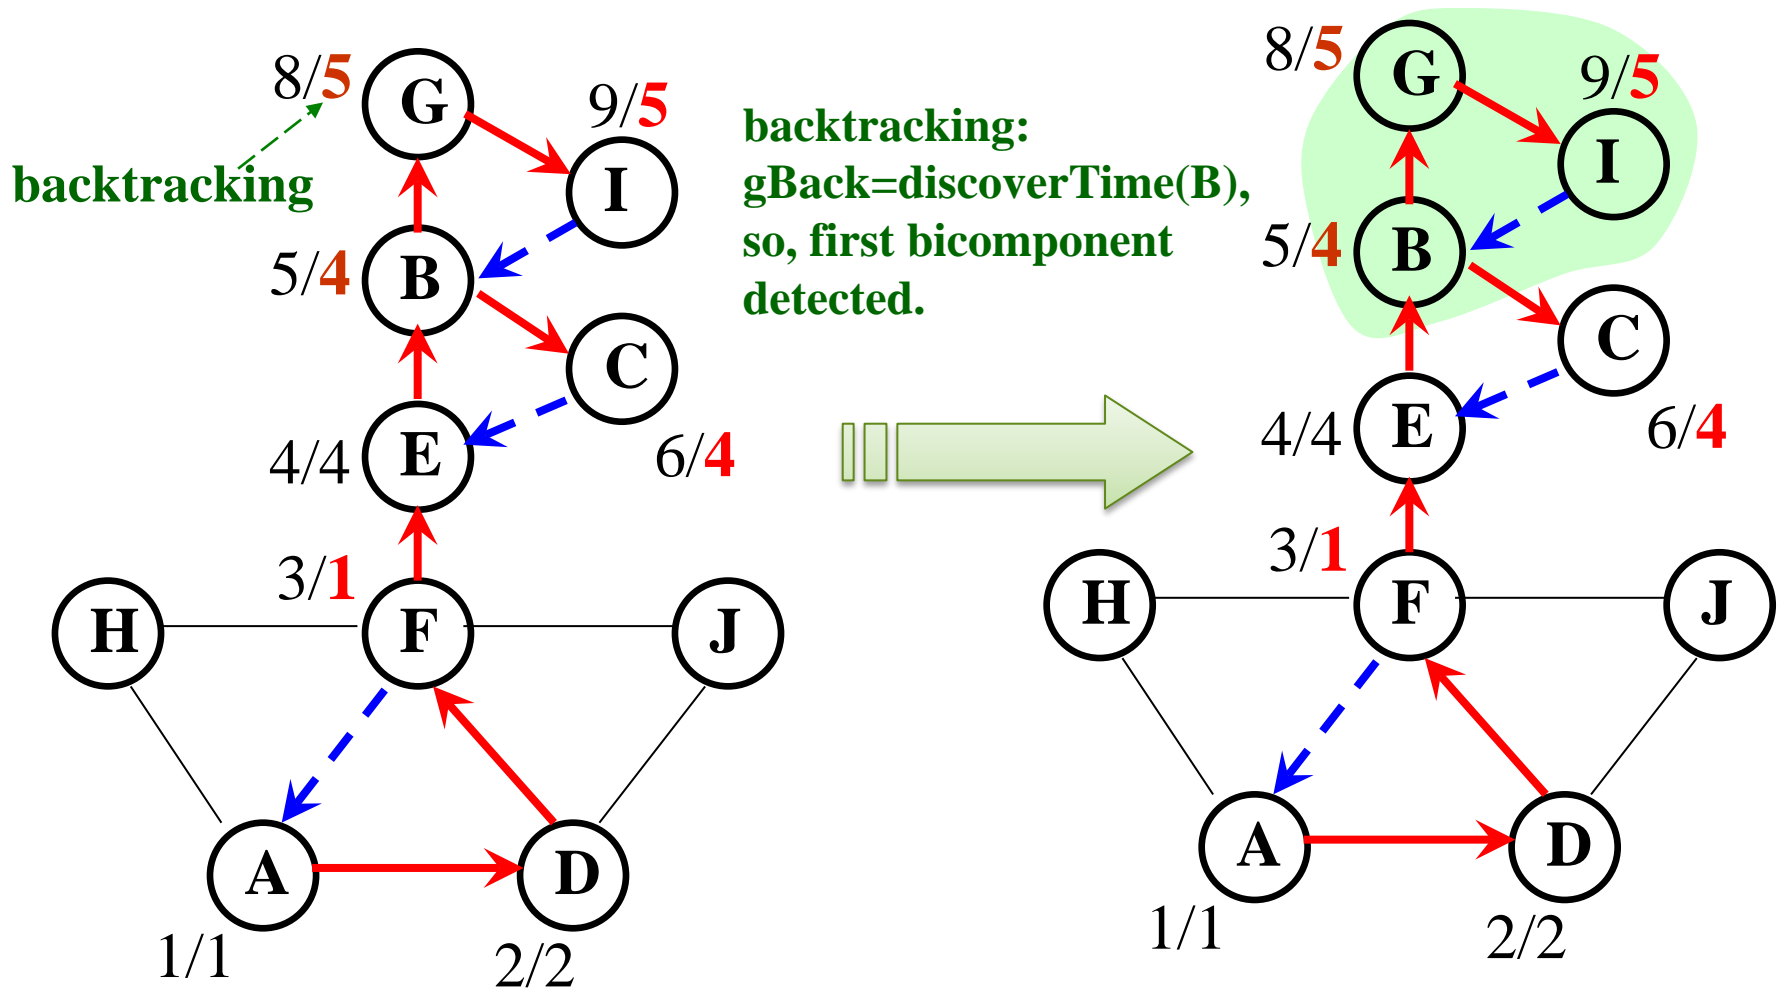 8/5
G
9/5
backtracking
I
5/4
B
C
4/4
E
6/4
3/1
H
F
J
A
D
1/1
2/2
backtracking:
gBack=discoverTime(B),
so, first bicomponent
detected.
8/5
G
9/5
I
5/4
B
C
4/4
E
6/4
3/1
H
F
J
A
D
1/1
2/2